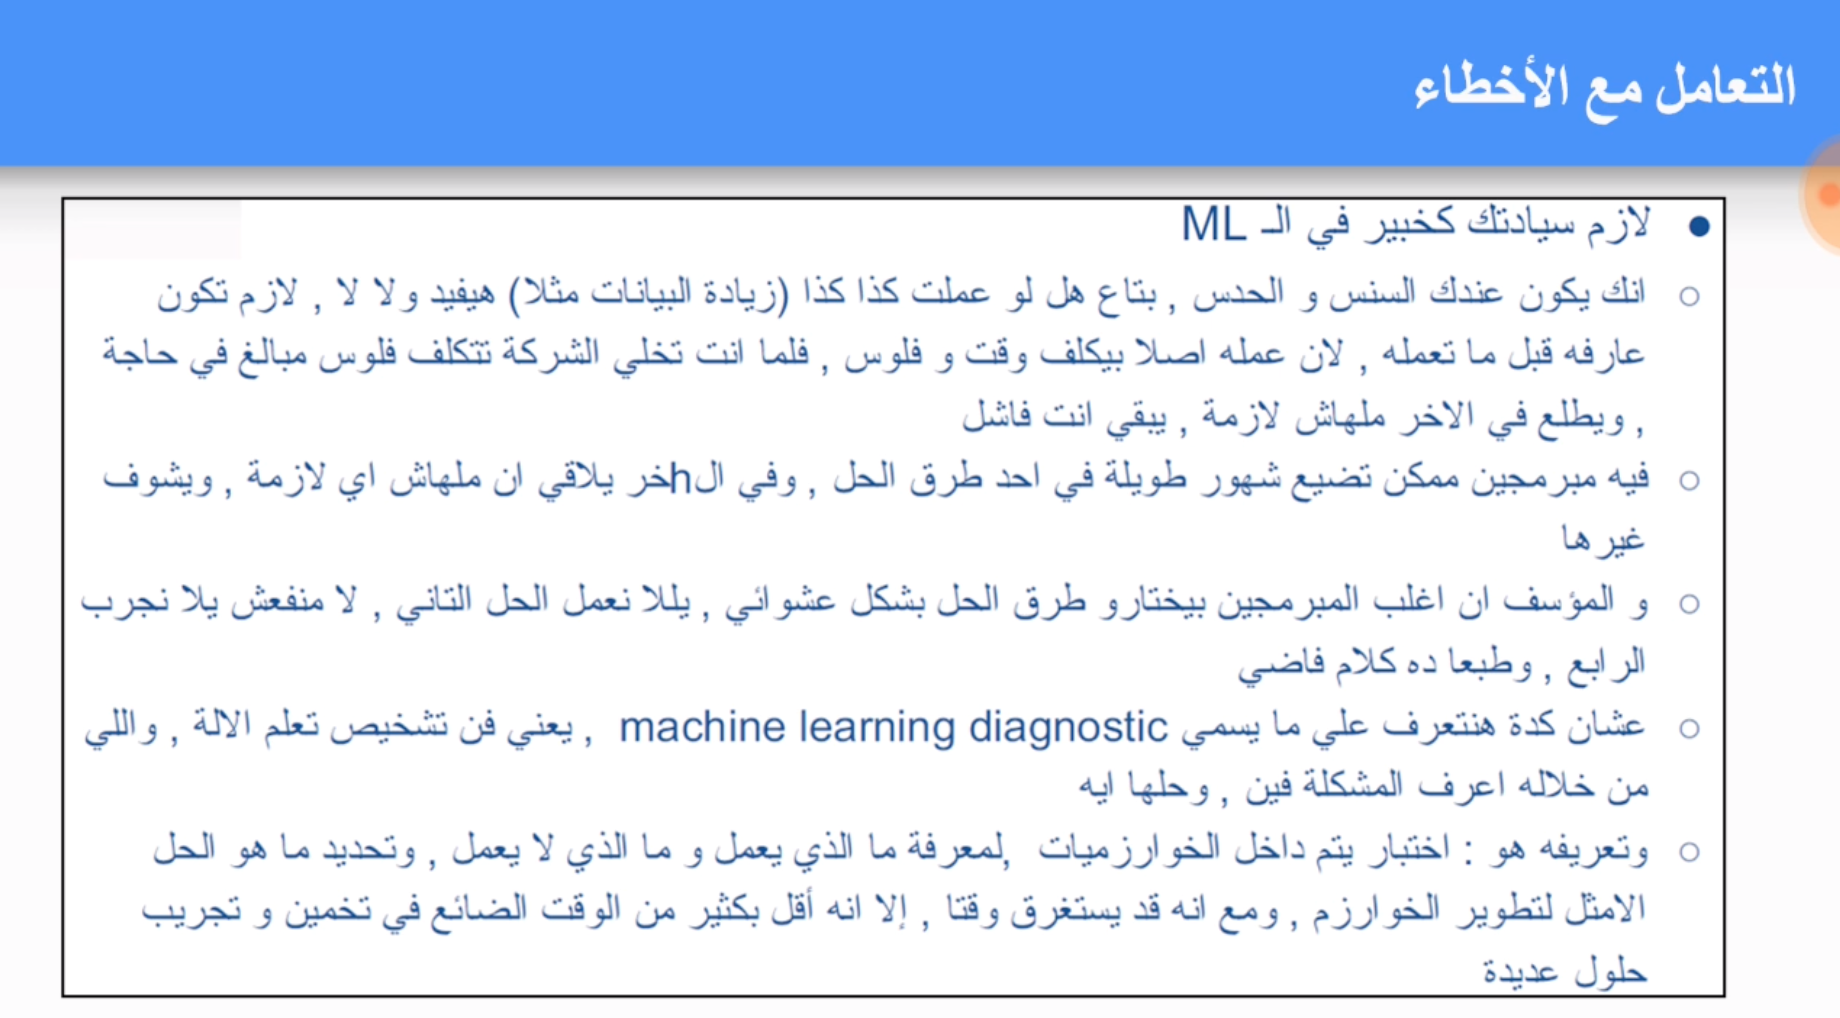 التعامل مع الأخطاء
● لازم سيادتك كخبير في الـ ML
○ انك يكون عندك السنس و الحدس , بتاع هل لو عملت كذا كذا (زيادة البيانات مثلا) هيفيد ولا لا , لازم تكون
عارفه قبل ما تعمله , لان عمله اصلا بيكلف وقت و فلوس , فلما انت تخلي الشركة تتكلف فلوس مبالغ في حاجة
, ويطلع في الاخر ملهاش لازمة , يبقي انت فاشل
○ فيه مبرمجين ممكن تضيع شهور طويلة في احد طرق الحل , وفي الhخر يلاقي ان ملهاش اي لازمة , ويشوف
غيرها
○ و المؤسف ان اغلب المبرمجين بيختارو طرق الحل بشكل عشوائي , يللا نعمل الحل التاني , لا منفعش يلا نجرب
الرابع , وطبعا ده كلام فاضي
○ عشان كدة هنتعرف علي ما يسمي machine learning diagnostic , يعني فن تشخيص تعلم الالة , واللي
من خلاله اعرف المشكلة فين , وحلها ايه
○ وتعريفه هو : اختبار يتم داخل الخوارزميات ,لمعرفة ما الذي يعمل و ما الذي لا يعمل , وتحديد ما هو الحل
الامثل لتطوير الخوارزم , ومع انه قد يستغرق وقتا , إلا انه أقل بكثير من الوقت الضائع في تخمين و تجريب
حلول عديدة